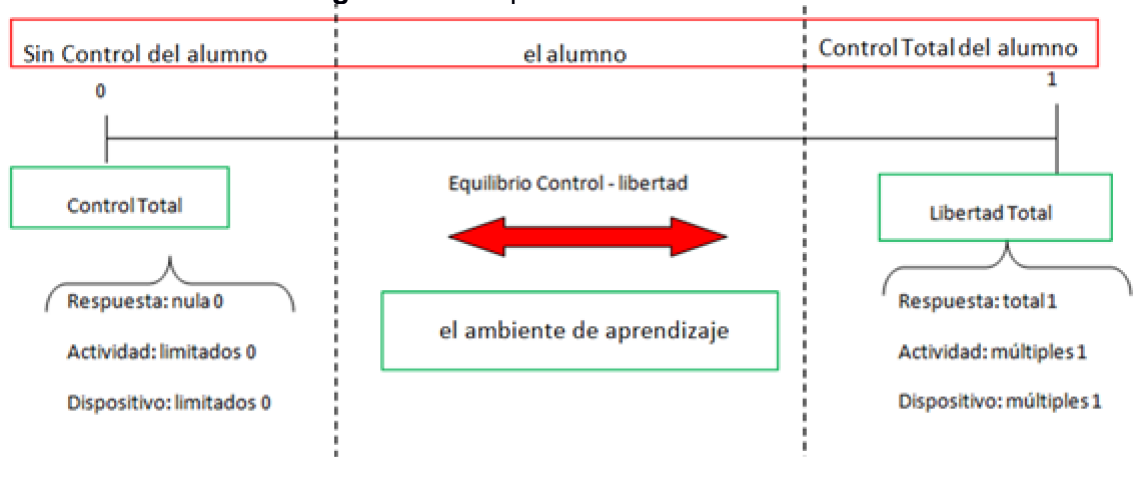 Sin Control del alumno
el alumno
Control Total del alumno
0
1
Control Total
Equilibrio Control - libertad
Libertad Total
Respuesta: nula 0
Actividad: limitados 0
Dispositivo: limitados 0
el ambiente de aprendizaje
Respuesta: total 1
Actividad: múltiples 1
Dispositivo: múltiples 1